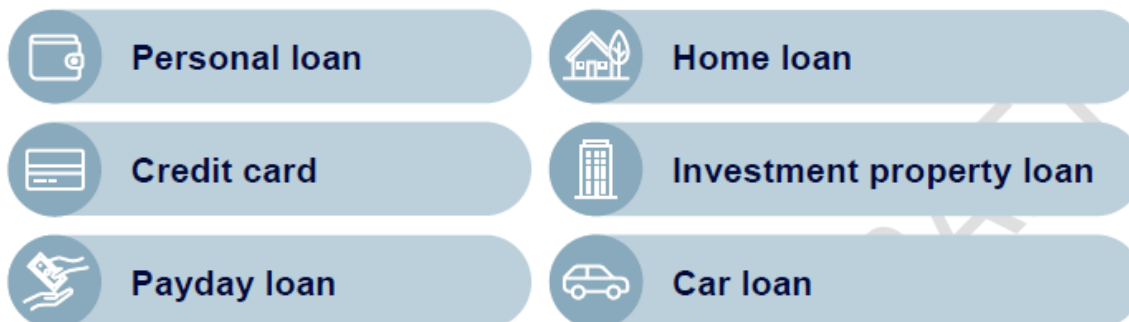 Personal loan
Home loan
Credit card
Investment property loan
Payday loan
Car loan